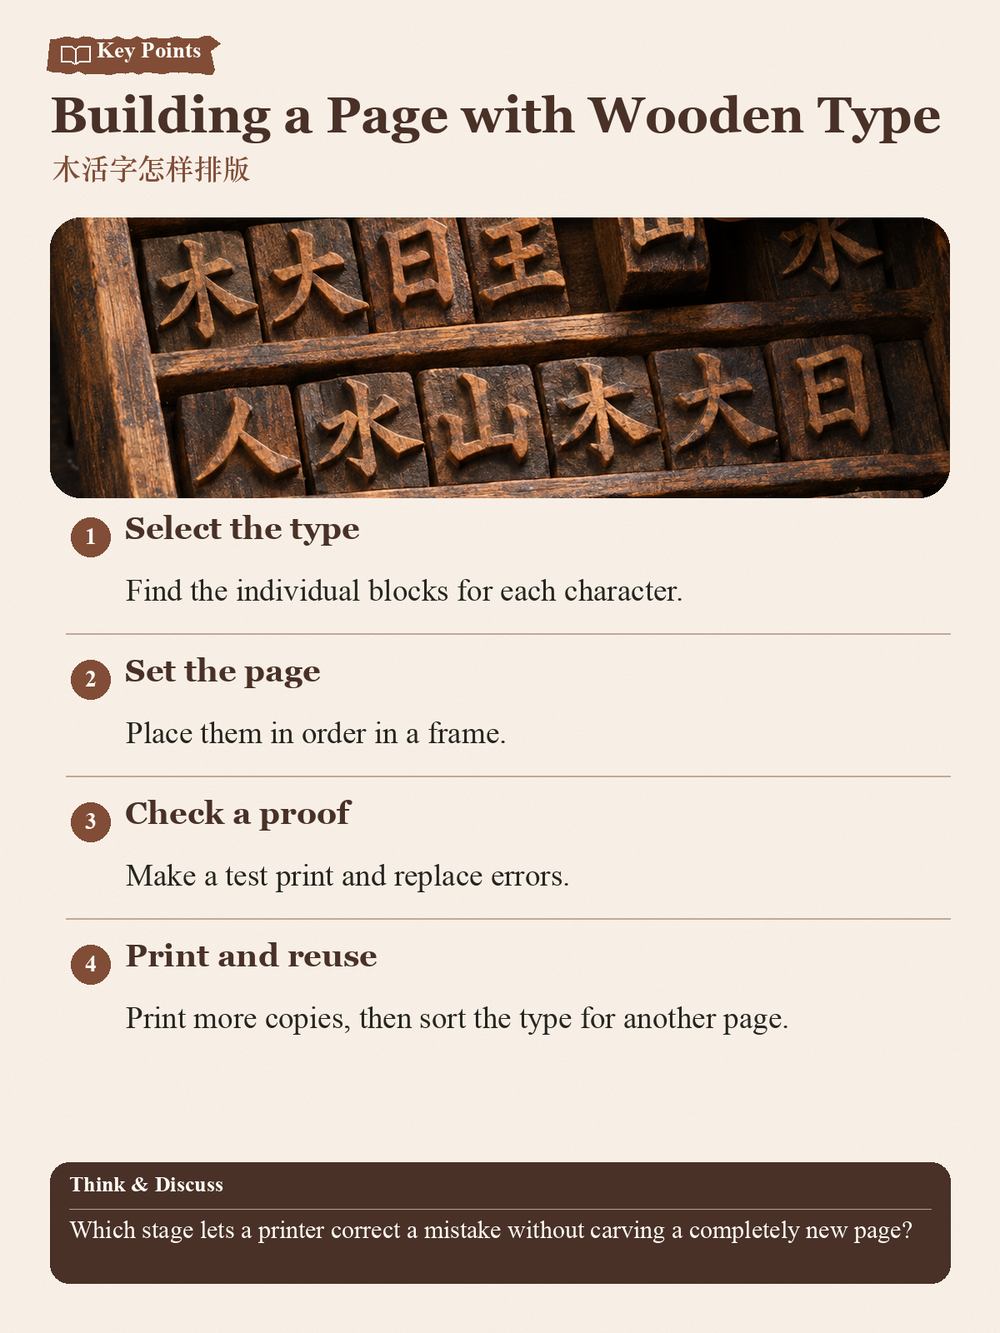 Key Points
Building a Page with Wooden Type
木活字怎样排版
木大日王山水
人水山木大日
1 Select the type
Find the individual blocks for each character.
2 Set the page
Place them in order in a frame.
3 Check a proof
Make a test print and replace errors.
4 Print and reuse
Print more copies, then sort the type for another page.
Think & Discuss
Which stage lets a printer correct a mistake without carving a completely new page?